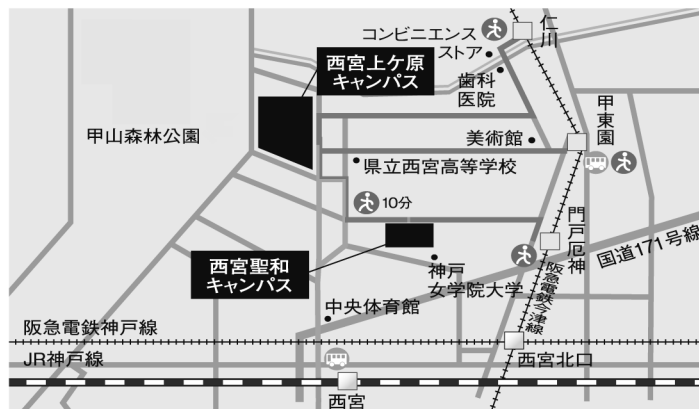 コンビニエンス
ストア
仁川
西宮上ケ原
キャンパス
歯科
医院
甲東園
甲山森林公園
美術館
県立西宮高等学校
10分
門戸厄神
国道171号線
西宮聖和
キャンパス
神戸
女学院大学
阪急電鉄今津線
中央体育館
阪急電鉄神戸線
JR神戸線
西宮北口
西宮